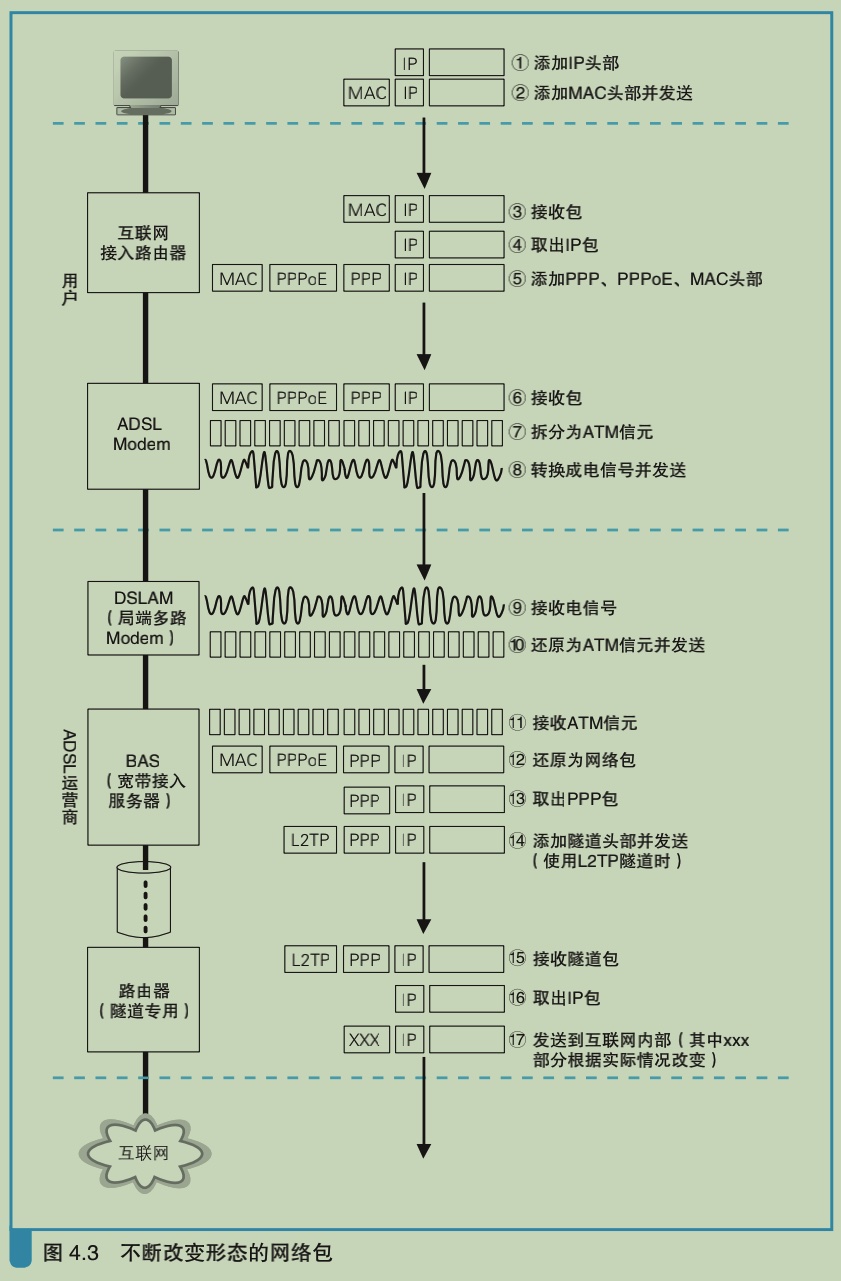 IP
① 添加IP头部
MAC IP
② 添加MAC头部并发送
互联网
接入路由器
用户
MAC IP
③ 接收包
IP
④ 取出IP包
MAC PPPoE PPP IP
⑤ 添加PPP、PPPoE、MAC头部
ADSL
Modem
MAC PPPoE PPP IP
⑥ 接收包
⑦ 拆分为ATM信元
⑧ 转换成电信号并发送
DSLAM
（局端多路
Modem）
⑨ 接收电信号
⑩ 还原为ATM信元并发送
ADSL运营商
BAS
（宽带接入
服务器）
⑪ 接收ATM信元
MAC PPPoE PPP IP
⑫ 还原为网络包
PPP IP
⑬ 取出PPP包
L2TP PPP IP
⑭ 添加隧道头部并发送
（使用L2TP隧道时）
路由器
（隧道专用）
L2TP PPP IP
⑮ 接收隧道包
IP
⑯ 取出IP包
XXX IP
⑰ 发送到互联网内部（其中xxx
部分根据实际情况改变）
互联网
图 4.3 不断改变形态的网络包